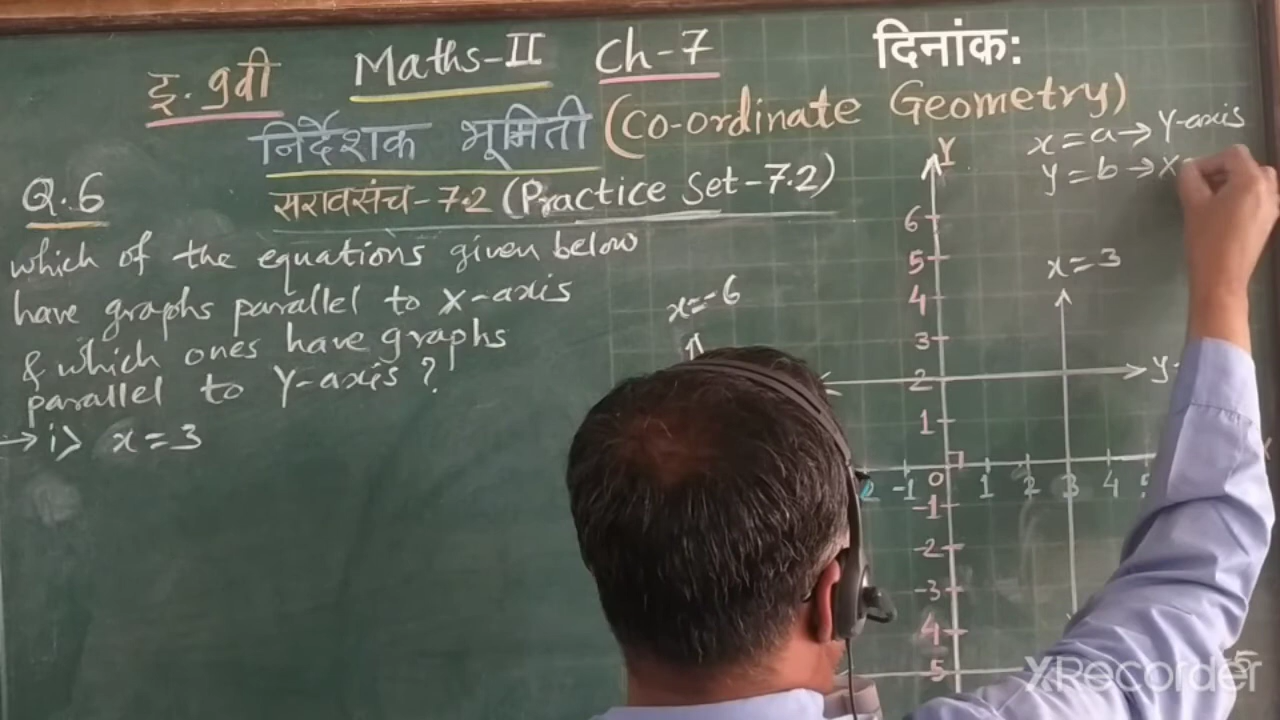 दिनांक:
इ. 9वी Maths-II Ch-7
निर्देशक भूमिती (Co-ordinate Geometry)
सरावसंच-7.2 (Practice Set-7.2)
Q.6
which of the equations given below
have graphs parallel to X-axis
& which ones have graphs
parallel to Y-axis ?
→ i> x=3
x=a→Y-axis
y=b→X-
Y
6
5
4
3
2
1
0
-1
-2
-3
4
5
x=3
x=-6
y-
2 -1 1 2 3 4 5
XRecorder